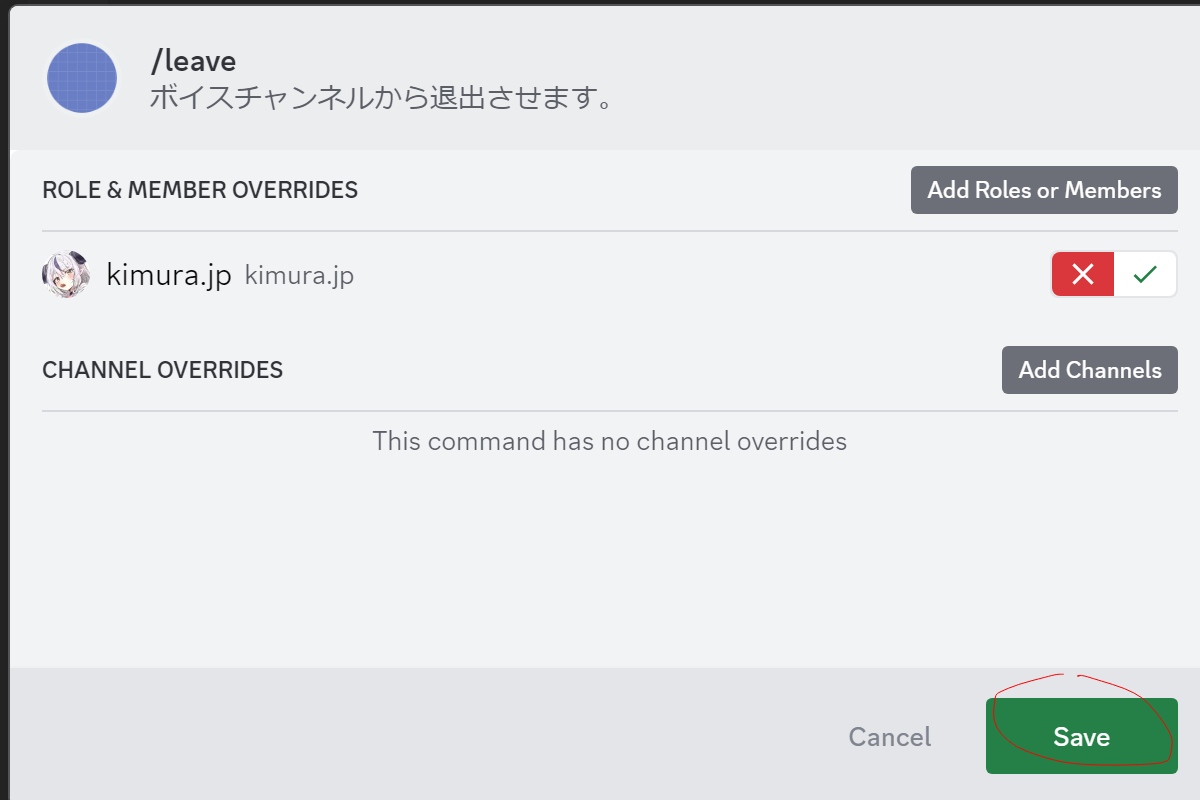 /leave
ボイスチャンネルから退出させます。
ROLE & MEMBER OVERRIDES
Add Roles or Members
kimura.jp kimura.jp
CHANNEL OVERRIDES
Add Channels
This command has no channel overrides
Cancel
Save